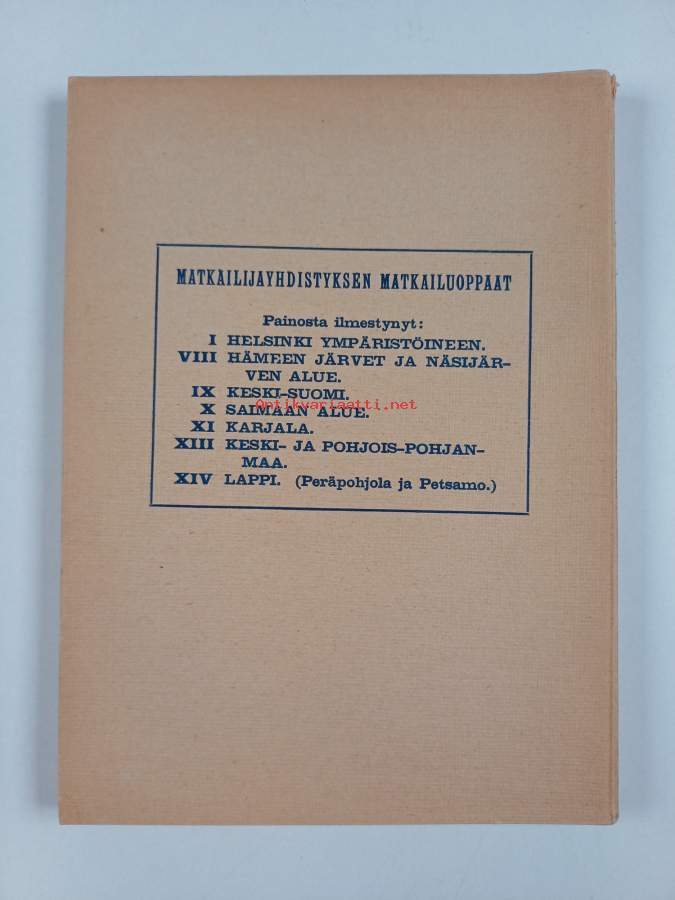 MATKAILIJAYHDISTYKSEN MATKAILUOPPAAT
Painosta ilmestynyt:
I HELSINKI YMPÄRISTÖINEEN.
VIII HÄMEEN JÄRVET JA NÄSIJÄR-
VEN ALUE.
IX KESKI-SUOMI.
Antikvariaatti.net
X SAIMAAN ALUE.
XI KARJALA.
XIII KESKI- JA POHJOIS-POHJAN-
MAA.
XIV LAPPI. (Peräpohjola ja Petsamo.)